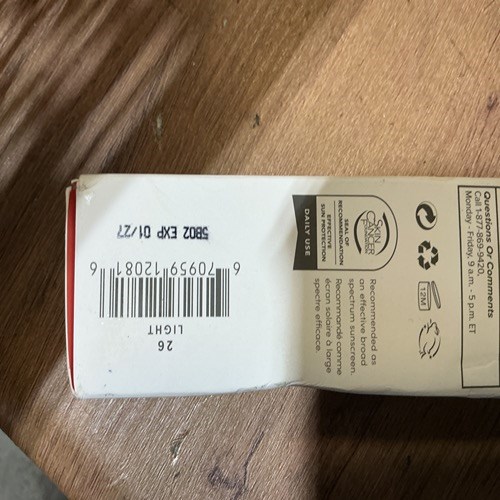 Questions Or Comments
Call 1-877-869-9420,
Monday - Friday, 9 a.m. - 5 p.m. ET
12M
SKIN
CANCER
SEAL OF
RECOMMENDATION
EFFECTIVE
SUN PROTECTION
DAILY USE
Recommended as
an effective broad
spectrum sunscreen.
Recommandé comme
écran solaire à large
spectre efficace.
5B02 EXP 01/27
6 70959 12081 6
26
LIGHT